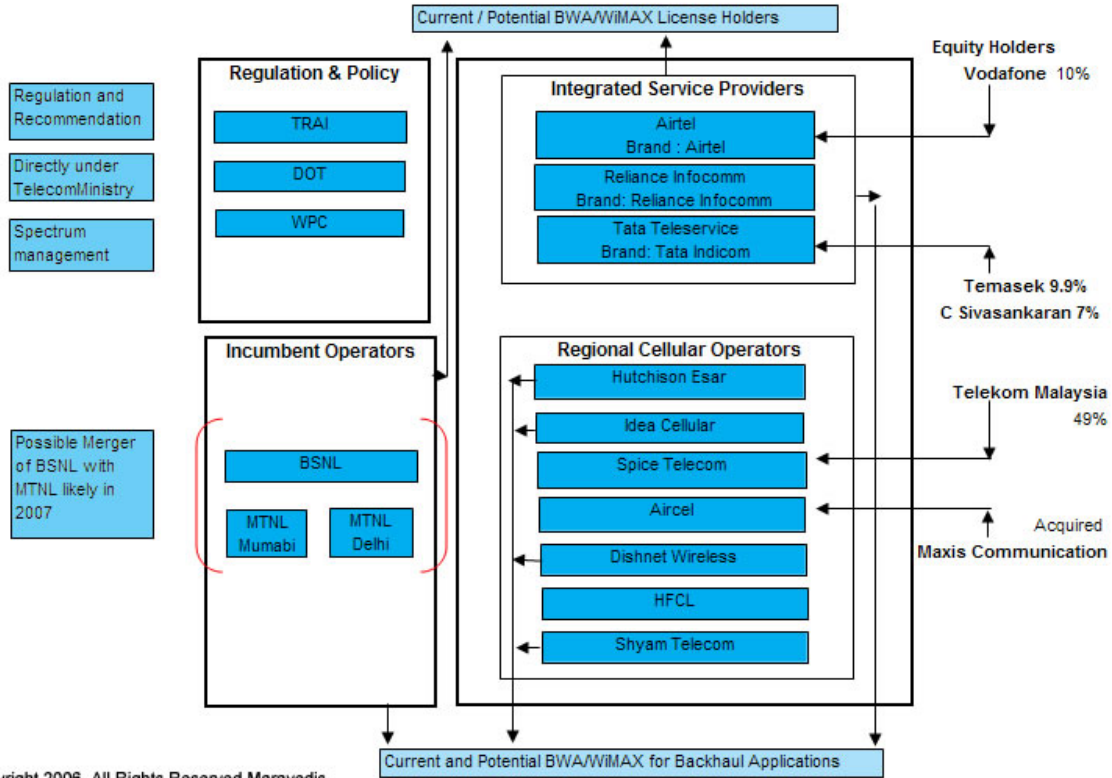 Current / Potential BWA/WiMAX License Holders
Regulation and
Recommendation
Directly under
TelecomMinistry
Spectrum
management
Regulation & Policy
TRAI
DOT
WPC
Integrated Service Providers
Airtel
Brand : Airtel
Reliance Infocomm
Brand: Reliance Infocomm
Tata Teleservice
Brand: Tata Indicom
Equity Holders
Vodafone 10%
Temasek 9.9%
C Sivasankaran 7%
Possible Merger
of BSNL with
MTNL likely in
2007
Incumbent Operators
BSNL
MTNL
Mumabi
MTNL
Delhi
Regional Cellular Operators
Hutchison Esar
Idea Cellular
Spice Telecom
Aircel
Dishnet Wireless
HFCL
Shyam Telecom
Telekom Malaysia
49%
Acquired
Maxis Communication
Current and Potential BWA/WiMAX for Backhaul Applications
2006. All Rights Reserved